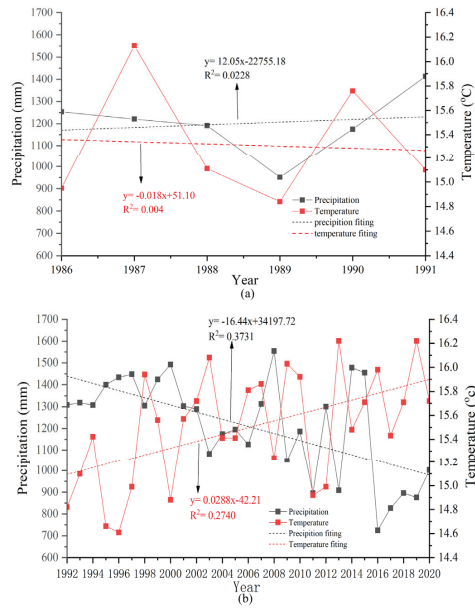 1700
1600
1500
1400
1300
1200
1100
1000
900
800
700
600
Precipitation (mm)
16.4
16.2
16.0
15.8
15.6
15.4
15.2
15.0
14.8
14.6
14.4
Temperature (°C)
y= 12.05x-22755.18
R²= 0.0228
y= -0.018x+51.10
R²= 0.004
Precipitation
Temperature
precipition fitting
temperature fitting
1986 1987 1988 1989 1990 1991
Year
(a)
1700
1600
1500
1400
1300
1200
1100
1000
900
800
700
600
Precipitation (mm)
16.4
16.2
16.0
15.8
15.6
15.4
15.2
15.0
14.8
14.6
14.4
Temperature (°C)
y= -16.44x+34197.72
R²= 0.3731
y= 0.0288x-42.21
R²= 0.2740
Precipitation
Temperature
Precipition fitting
Temperature fitting
1992 1994 1996 1998 2000 2002 2004 2006 2008 2010 2012 2014 2016 2018 2020
Year
(b)